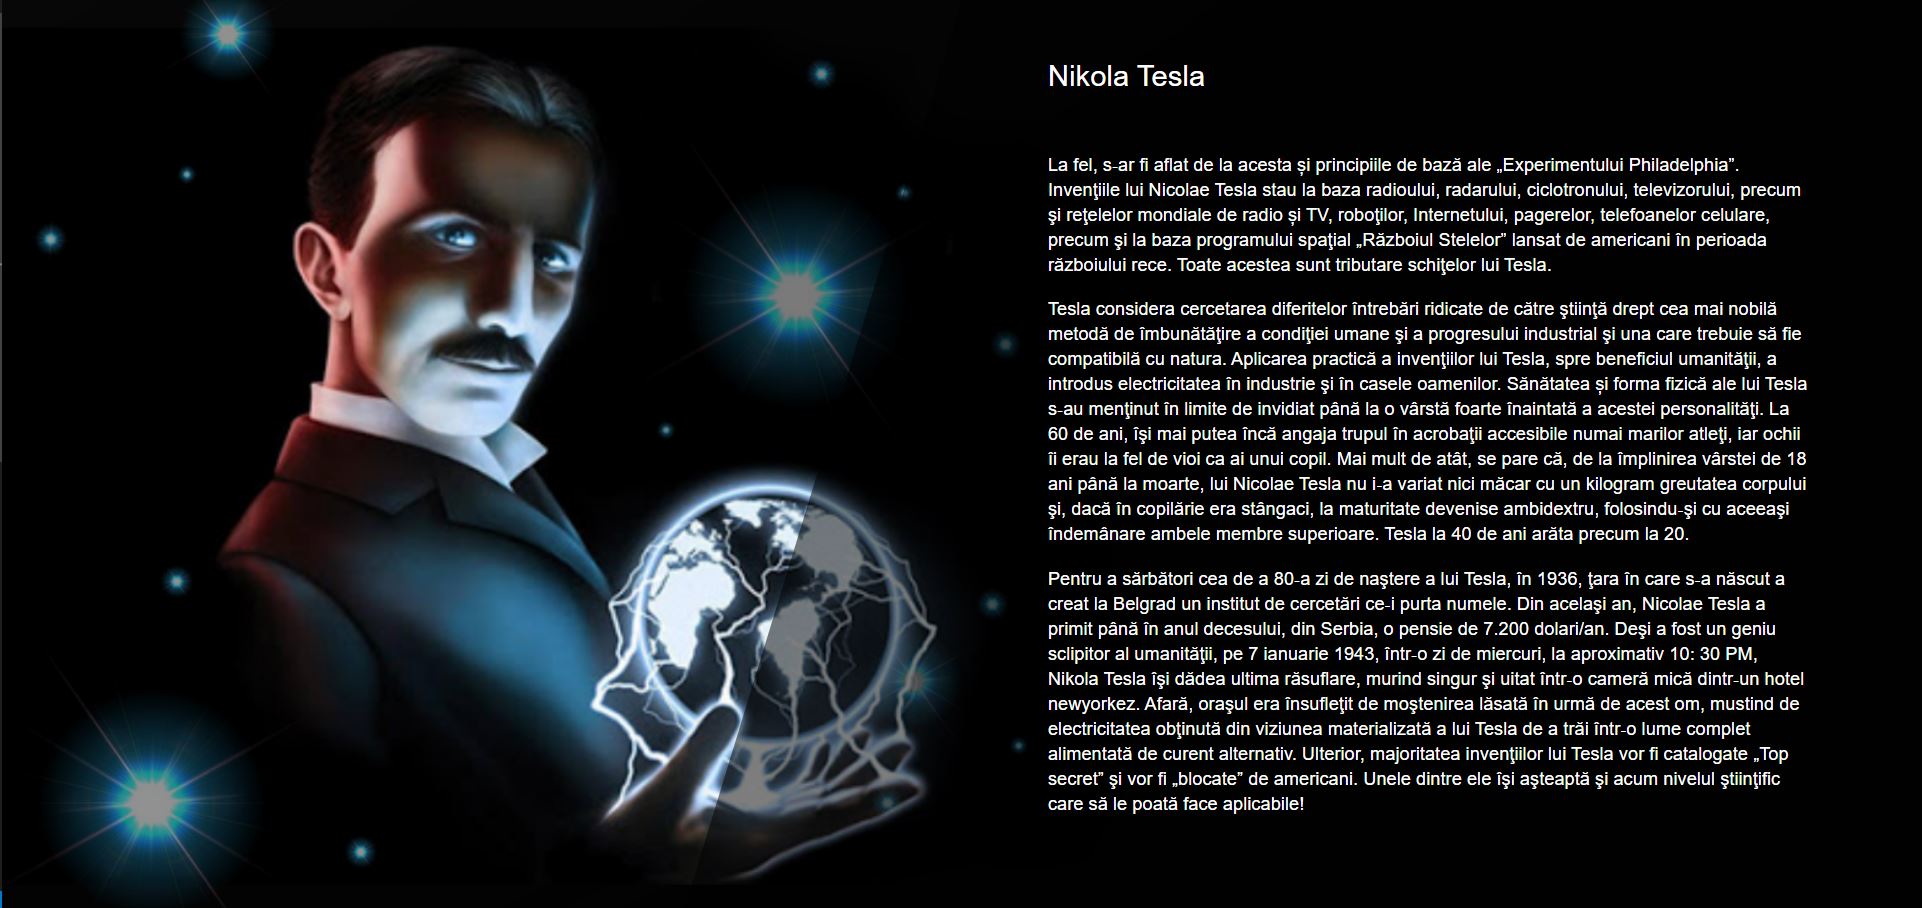 Nikola Tesla
La fel, s-ar fi aflat de la acesta și principiile de bază ale „Experimentului Philadelphia”.
Invenţiile lui Nicolae Tesla stau la baza radioului, radarului, ciclotronului, televizorului, precum
şi reţelelor mondiale de radio și TV, roboţilor, Internetului, pagerelor, telefoanelor celulare,
precum şi la baza programului spaţial „Războiul Stelelor” lansat de americani în perioada
războiului rece. Toate acestea sunt tributare schiţelor lui Tesla.
Tesla considera cercetarea diferitelor întrebări ridicate de către ştiinţă drept cea mai nobilă
metodă de îmbunătăţire a condiţiei umane şi a progresului industrial şi una care trebuie să fie
compatibilă cu natura. Aplicarea practică a invenţiilor lui Tesla, spre beneficiul umanităţii, a
introdus electricitatea în industrie şi în casele oamenilor. Sănătatea și forma fizică ale lui Tesla
s-au menţinut în limite de invidiat până la o vârstă foarte înaintată a acestei personalităţi. La
60 de ani, îşi mai putea încă angaja trupul în acrobaţii accesibile numai marilor atleţi, iar ochii
îi erau la fel de vioi ca ai unui copil. Mai mult de atât, se pare că, de la împlinirea vârstei de 18
ani până la moarte, lui Nicolae Tesla nu i-a variat nici măcar cu un kilogram greutatea corpului
şi, dacă în copilărie era stângaci, la maturitate devenise ambidextru, folosindu-şi cu aceeaşi
îndemânare ambele membre superioare. Tesla la 40 de ani arăta precum la 20.
Pentru a sărbători cea de a 80-a zi de naştere a lui Tesla, în 1936, ţara în care s-a născut a
creat la Belgrad un institut de cercetări ce-i purta numele. Din acelaşi an, Nicolae Tesla a
primit până în anul decesului, din Serbia, o pensie de 7.200 dolari/an. Deşi a fost un geniu
sclipitor al umanităţii, pe 7 ianuarie 1943, într-o zi de miercuri, la aproximativ 10: 30 PM,
Nikola Tesla îşi dădea ultima răsuflare, murind singur şi uitat într-o cameră mică dintr-un hotel
newyorkez. Afară, oraşul era însufleţit de moştenirea lăsată în urmă de acest om, mustind de
electricitatea obţinută din viziunea materializată a lui Tesla de a trăi într-o lume complet
alimentată de curent alternativ. Ulterior, majoritatea invenţiilor lui Tesla vor fi catalogate „Top
secret” şi vor fi „blocate” de americani. Unele dintre ele îşi aşteaptă şi acum nivelul ştiinţific
care să le poată face aplicabile!